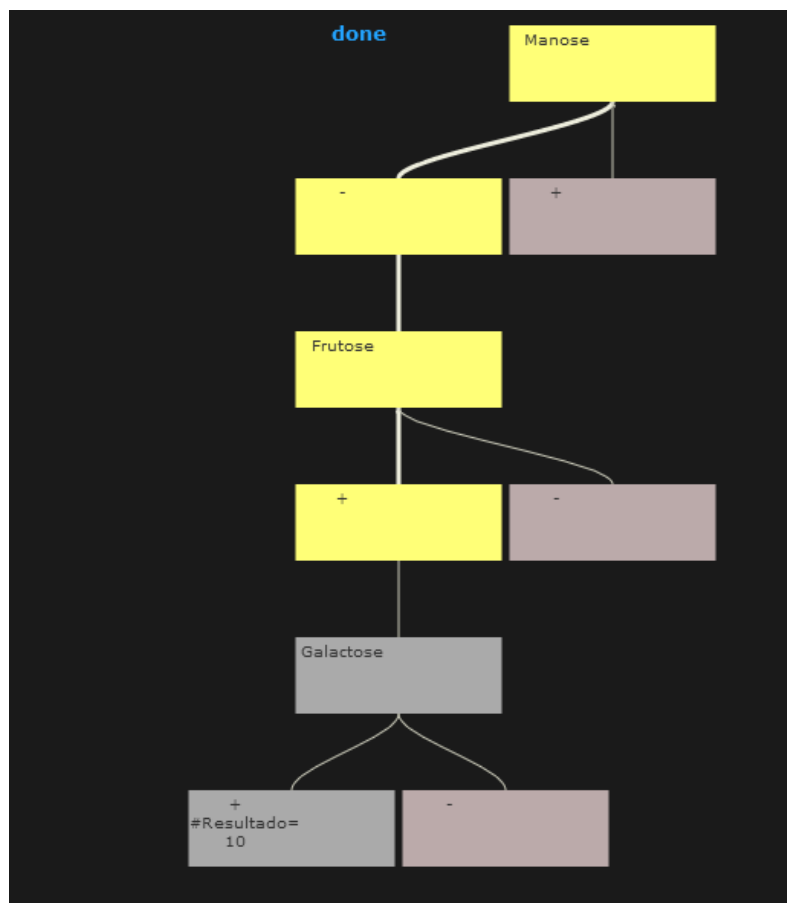 done
Manose
-
+
Frutose
+
-
Galactose
+
#Resultado=
10
-